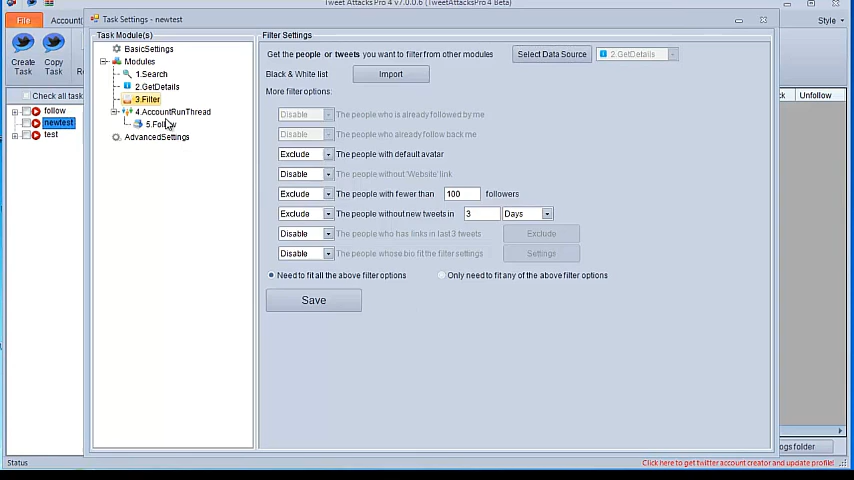 Tweet Attacks Pro 4 v7.0.0.6 (TweetAttacksPro 4 Beta)
File
Account(
Style
Task Settings - newtest
Create
Task
Copy
Task
R
Check all task
follow
newtest
test
Task Module(s)
BasicSettings
Modules
1.Search
2.GetDetails
3.Filter
4.AccountRunThread
5.Follow
AdvancedSettings
Filter Settings
Get the people or tweets you want to filter from other modules
Select Data Source
2.GetDetails
Black & White list
Import
More filter options:
Disable The people who is already followed by me
Disable The people who already follow back me
Exclude The people with default avatar
Disable The people without 'Website' link
Exclude The people with fewer than 100 followers
Exclude The people without new tweets in 3 Days
Disable The people who has links in last 3 tweets Exclude
Disable The people whose bio fit the filter settings Settings
Need to fit all the above filter options Only need to fit any of the above filter options
Save
ck Unfollow
ogs folder
Status
Click here to get twitter account creator and update profile!